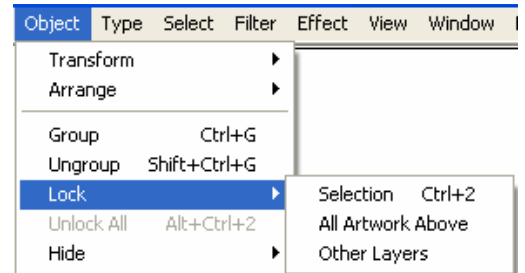 Object Type Select Filter Effect View Window
Transform
Arrange
Group Ctrl+G
Ungroup Shift+Ctrl+G
Lock
Selection Ctrl+2
Unlock All Alt+Ctrl+2
All Artwork Above
Hide
Other Layers